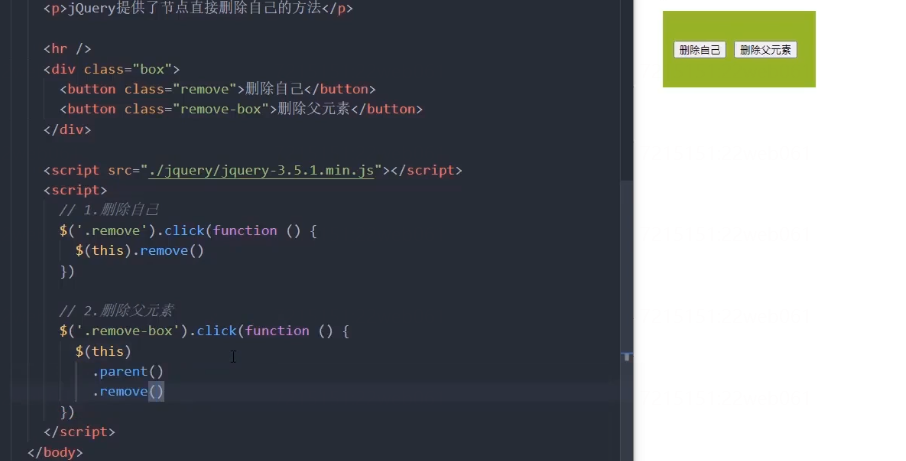 <p>jQuery提供了节点直接删除自己的方法</p>
<hr />
<div class="box">
<button class="remove">删除自己</button>
<button class="remove-box">删除父元素</button>
</div>
<script src="./jquery/jquery-3.5.1.min.js"></script>
<script>
// 1.删除自己
$('.remove').click(function () {
$(this).remove()
})
// 2.删除父元素
$('.remove-box').click(function () {
$(this)
.parent()
.remove()
})
</script>
</body>
删除自己 删除父元素